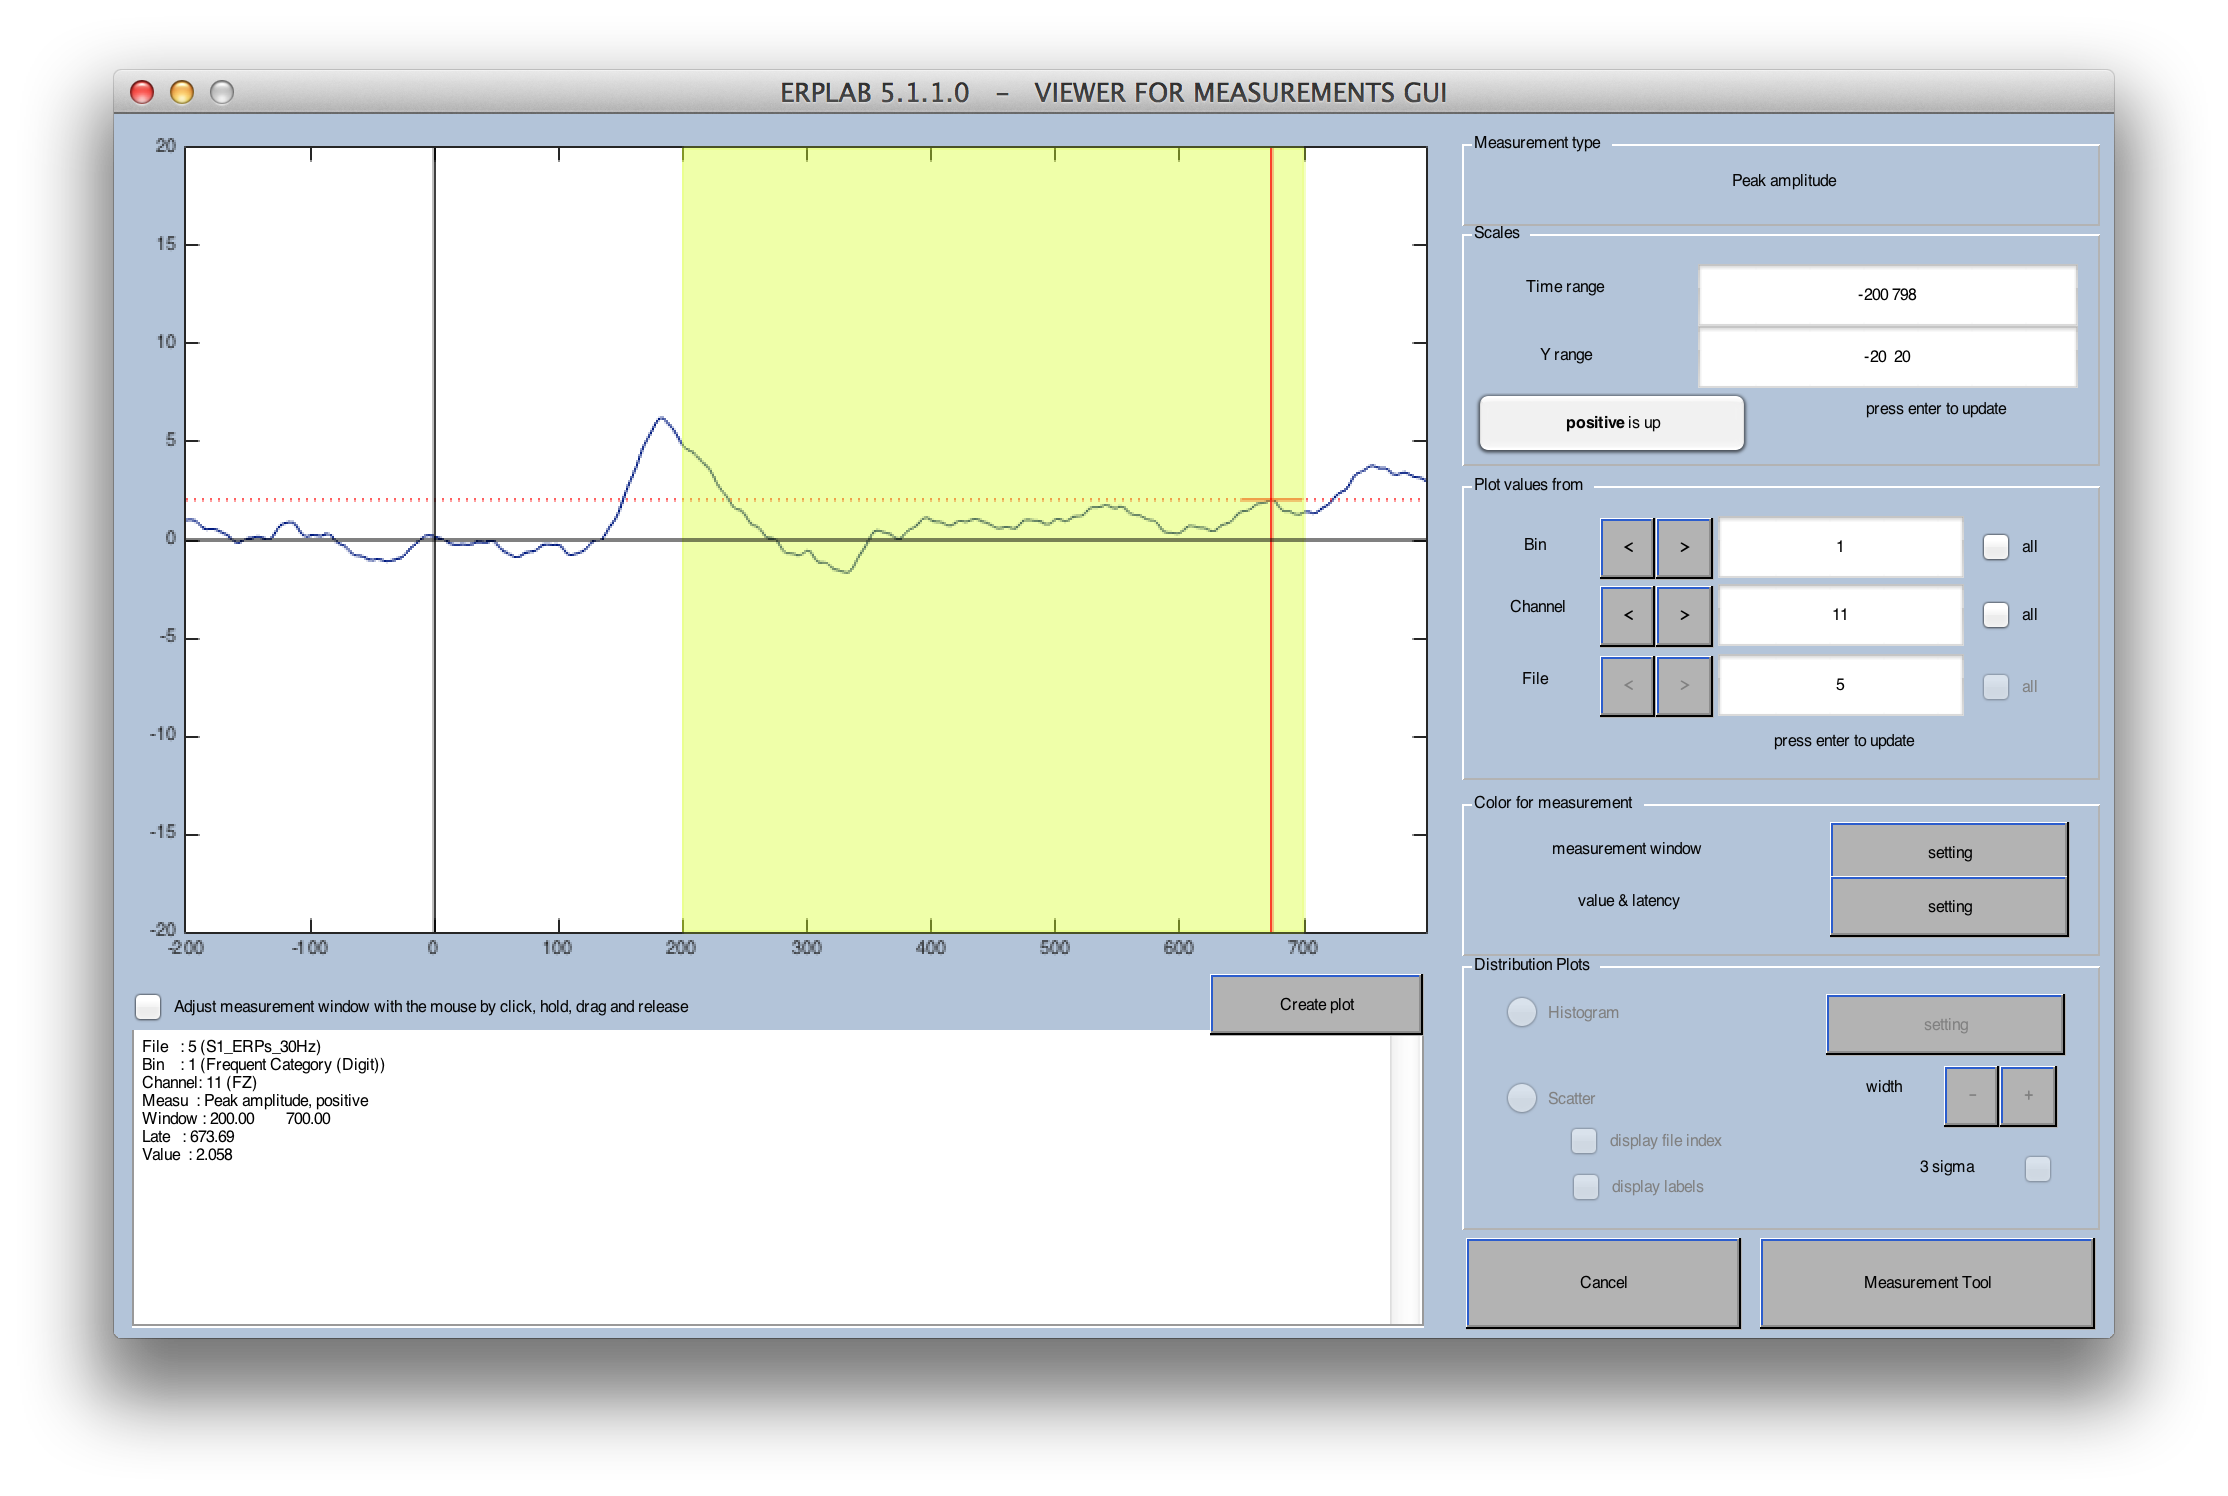 ERPLAB 5.1.1.0 - VIEWER FOR MEASUREMENTS GUI
20
15
10
5
0
-5
-10
-15
-20
-200 -100 0 100 200 300 400 500 600 700
Adjust measurement window with the mouse by click, hold, drag and release
Create plot
File : 5 (S1_ERPs_30Hz)
Bin : 1 (Frequent Category (Digit))
Channel: 11 (FZ)
Measu : Peak amplitude, positive
Window : 200.00 700.00
Late : 673.69
Value : 2.058
Measurement type
Peak amplitude
Scales
Time range -200 798
Y range -20 20
positive is up press enter to update
Plot values from
Bin < > 1 all
Channel < > 11 all
File < > 5 all
press enter to update
Color for measurement
measurement window setting
value & latency setting
Distribution Plots
Histogram setting
width - +
Scatter
display file index
3 sigma
display labels
Cancel Measurement Tool